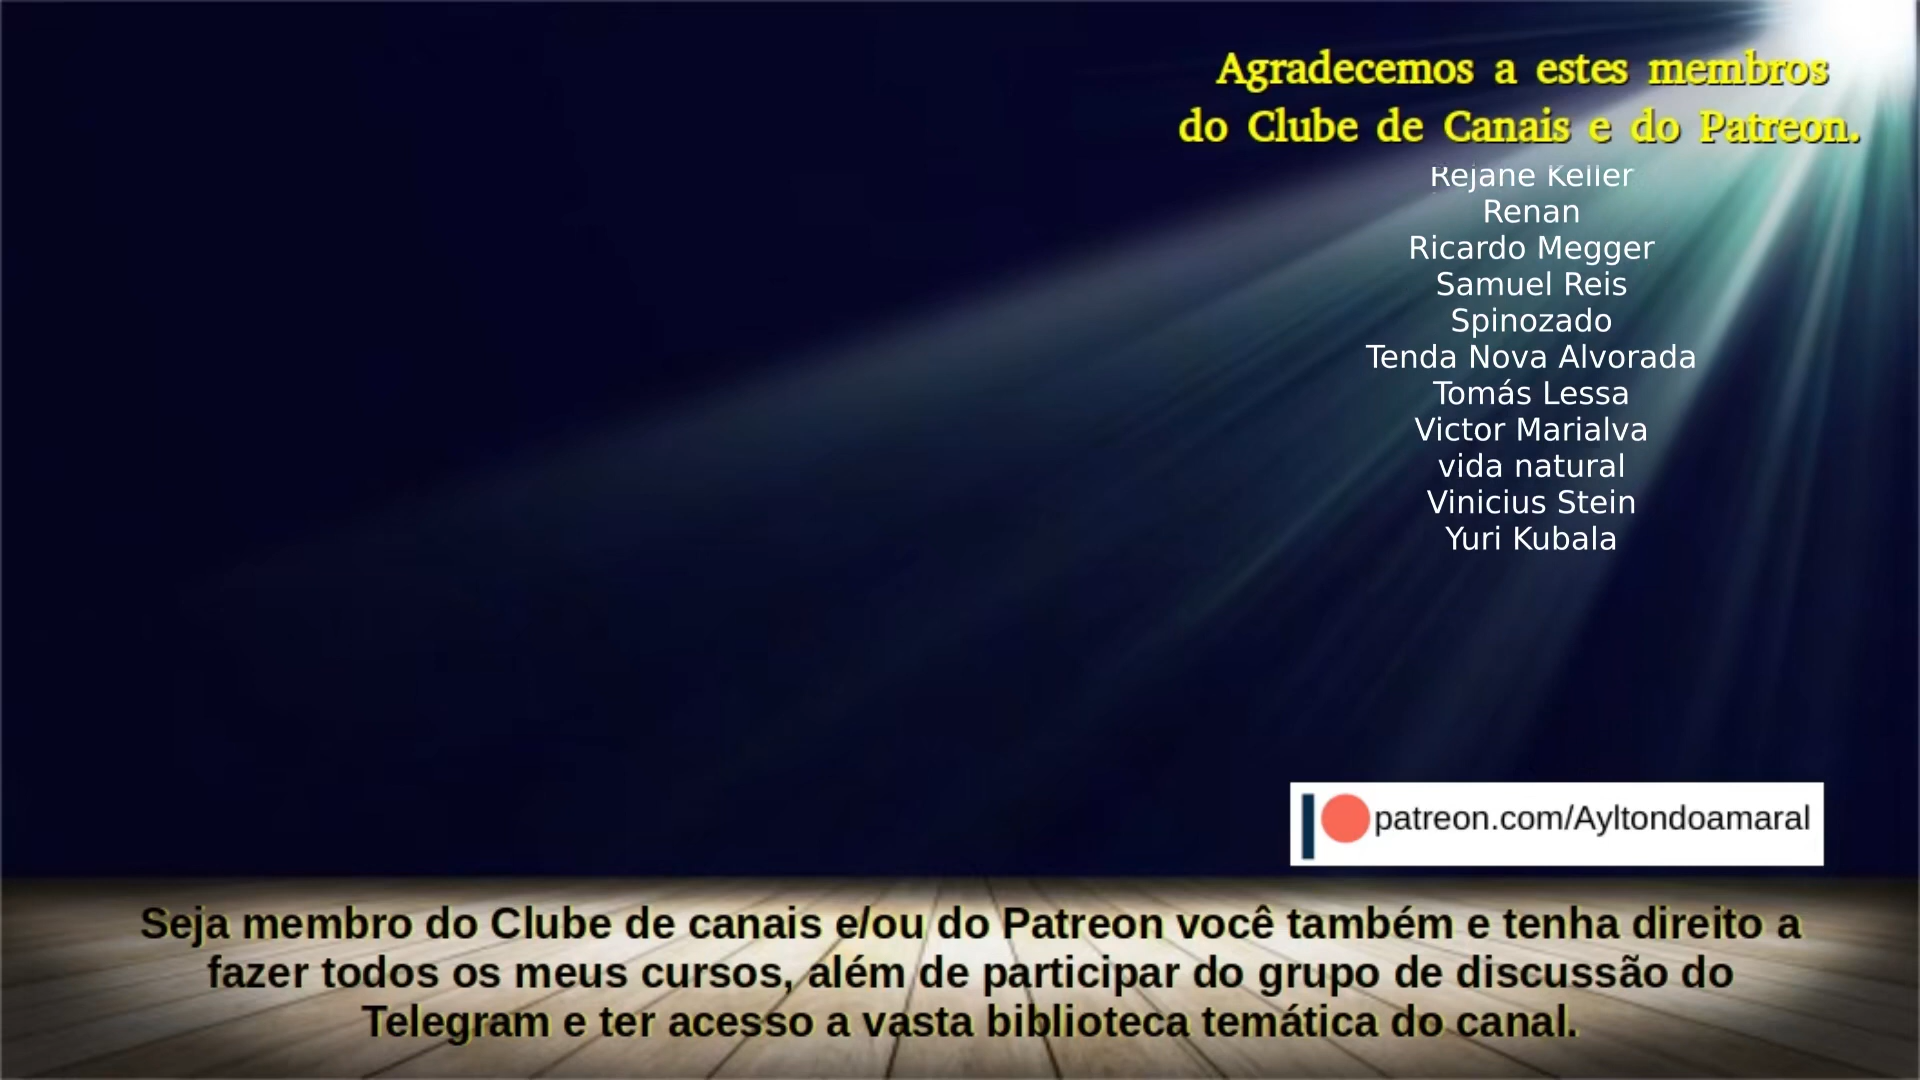 Agradecemos a estes membros
do Clube de Canais e do Patreon.
Rejane Keller
Renan
Ricardo Megger
Samuel Reis
Spinozado
Tenda Nova Alvorada
Tomás Lessa
Victor Marialva
vida natural
Vinicius Stein
Yuri Kubala
patreon.com/Ayltondoamaral
Seja membro do Clube de canais e/ou do Patreon você também e tenha direito a
fazer todos os meus cursos, além de participar do grupo de discussão do
Telegram e ter acesso a vasta biblioteca temática do canal.